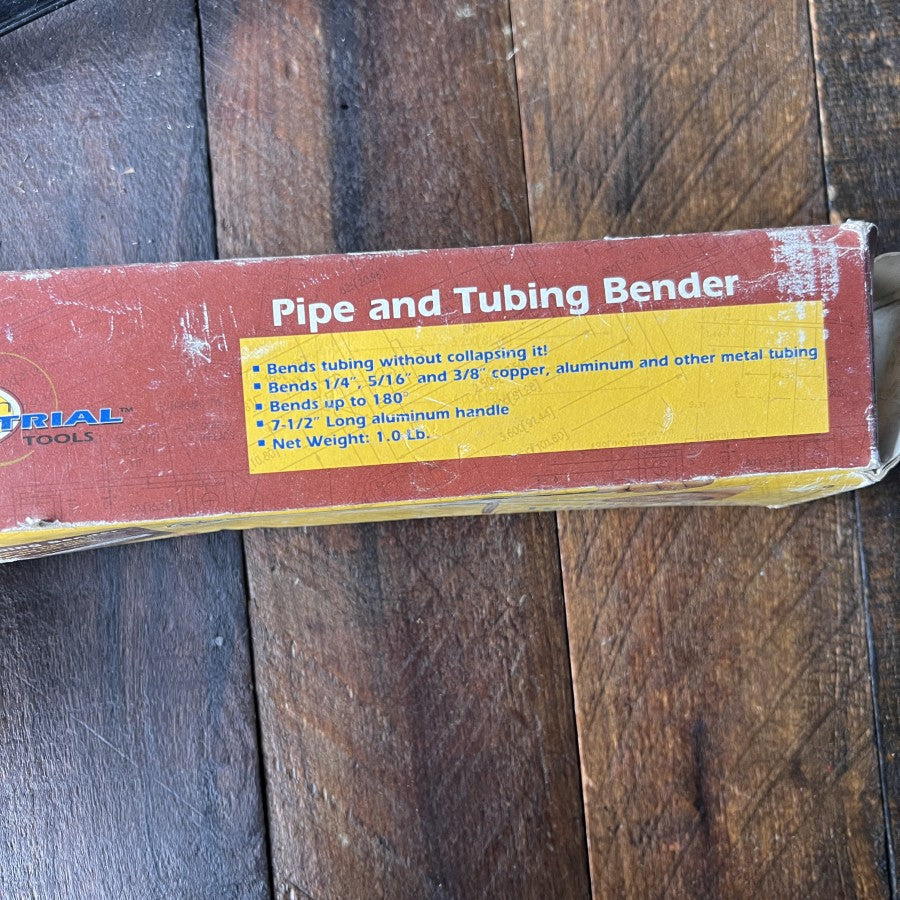 Pipe and Tubing Bender
▪ Bends tubing without collapsing it!
▪ Bends 1/4", 5/16" and 3/8" copper, aluminum and other metal tubing
▪ Bends up to 180°
▪ 7-1/2" Long aluminum handle
▪ Net Weight: 1.0 Lb.
TRIAL™
TOOLS